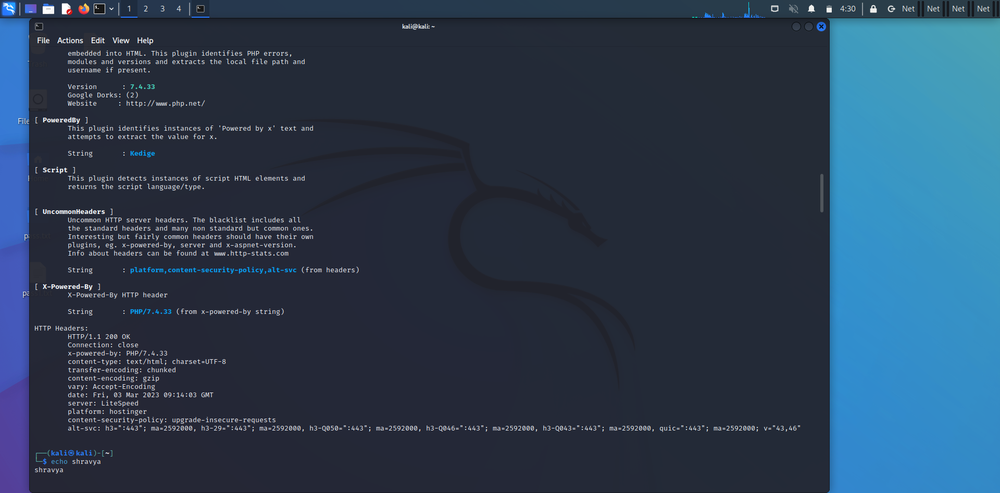 1 2 3 4
4:30 Net Net Net Net
kali@kali: ~
File Actions Edit View Help
embedded into HTML. This plugin identifies PHP errors,
modules and versions and extracts the local file path and
username if present.
Version : 7.4.33
Google Dorks: (2)
Website : http://www.php.net/
[ PoweredBy ]
This plugin identifies instances of 'Powered by x' text and
attempts to extract the value for x.
String : Kedige
[ Script ]
This plugin detects instances of script HTML elements and
returns the script language/type.
[ UncommonHeaders ]
Uncommon HTTP server headers. The blacklist includes all
the standard headers and many non standard but common ones.
Interesting but fairly common headers should have their own
plugins, eg. x-powered-by, server and x-aspnet-version.
Info about headers can be found at www.http-stats.com
String : platform,content-security-policy,alt-svc (from headers)
[ X-Powered-By ]
X-Powered-By HTTP header
String : PHP/7.4.33 (from x-powered-by string)
HTTP Headers:
HTTP/1.1 200 OK
Connection: close
x-powered-by: PHP/7.4.33
content-type: text/html; charset=UTF-8
transfer-encoding: chunked
content-encoding: gzip
vary: Accept-Encoding
date: Fri, 03 Mar 2023 09:14:03 GMT
server: LiteSpeed
platform: hostinger
content-security-policy: upgrade-insecure-requests
alt-svc: h3=":443"; ma=2592000, h3-29=":443"; ma=2592000, h3-Q050=":443"; ma=2592000, h3-Q046=":443"; ma=2592000, h3-Q043=":443"; ma=2592000, quic=":443"; ma=2592000; v="43,46"
┌──(kali㉿kali)-[~]
└─$ echo shravya
shravya
Trash
File
Home
pass.txt